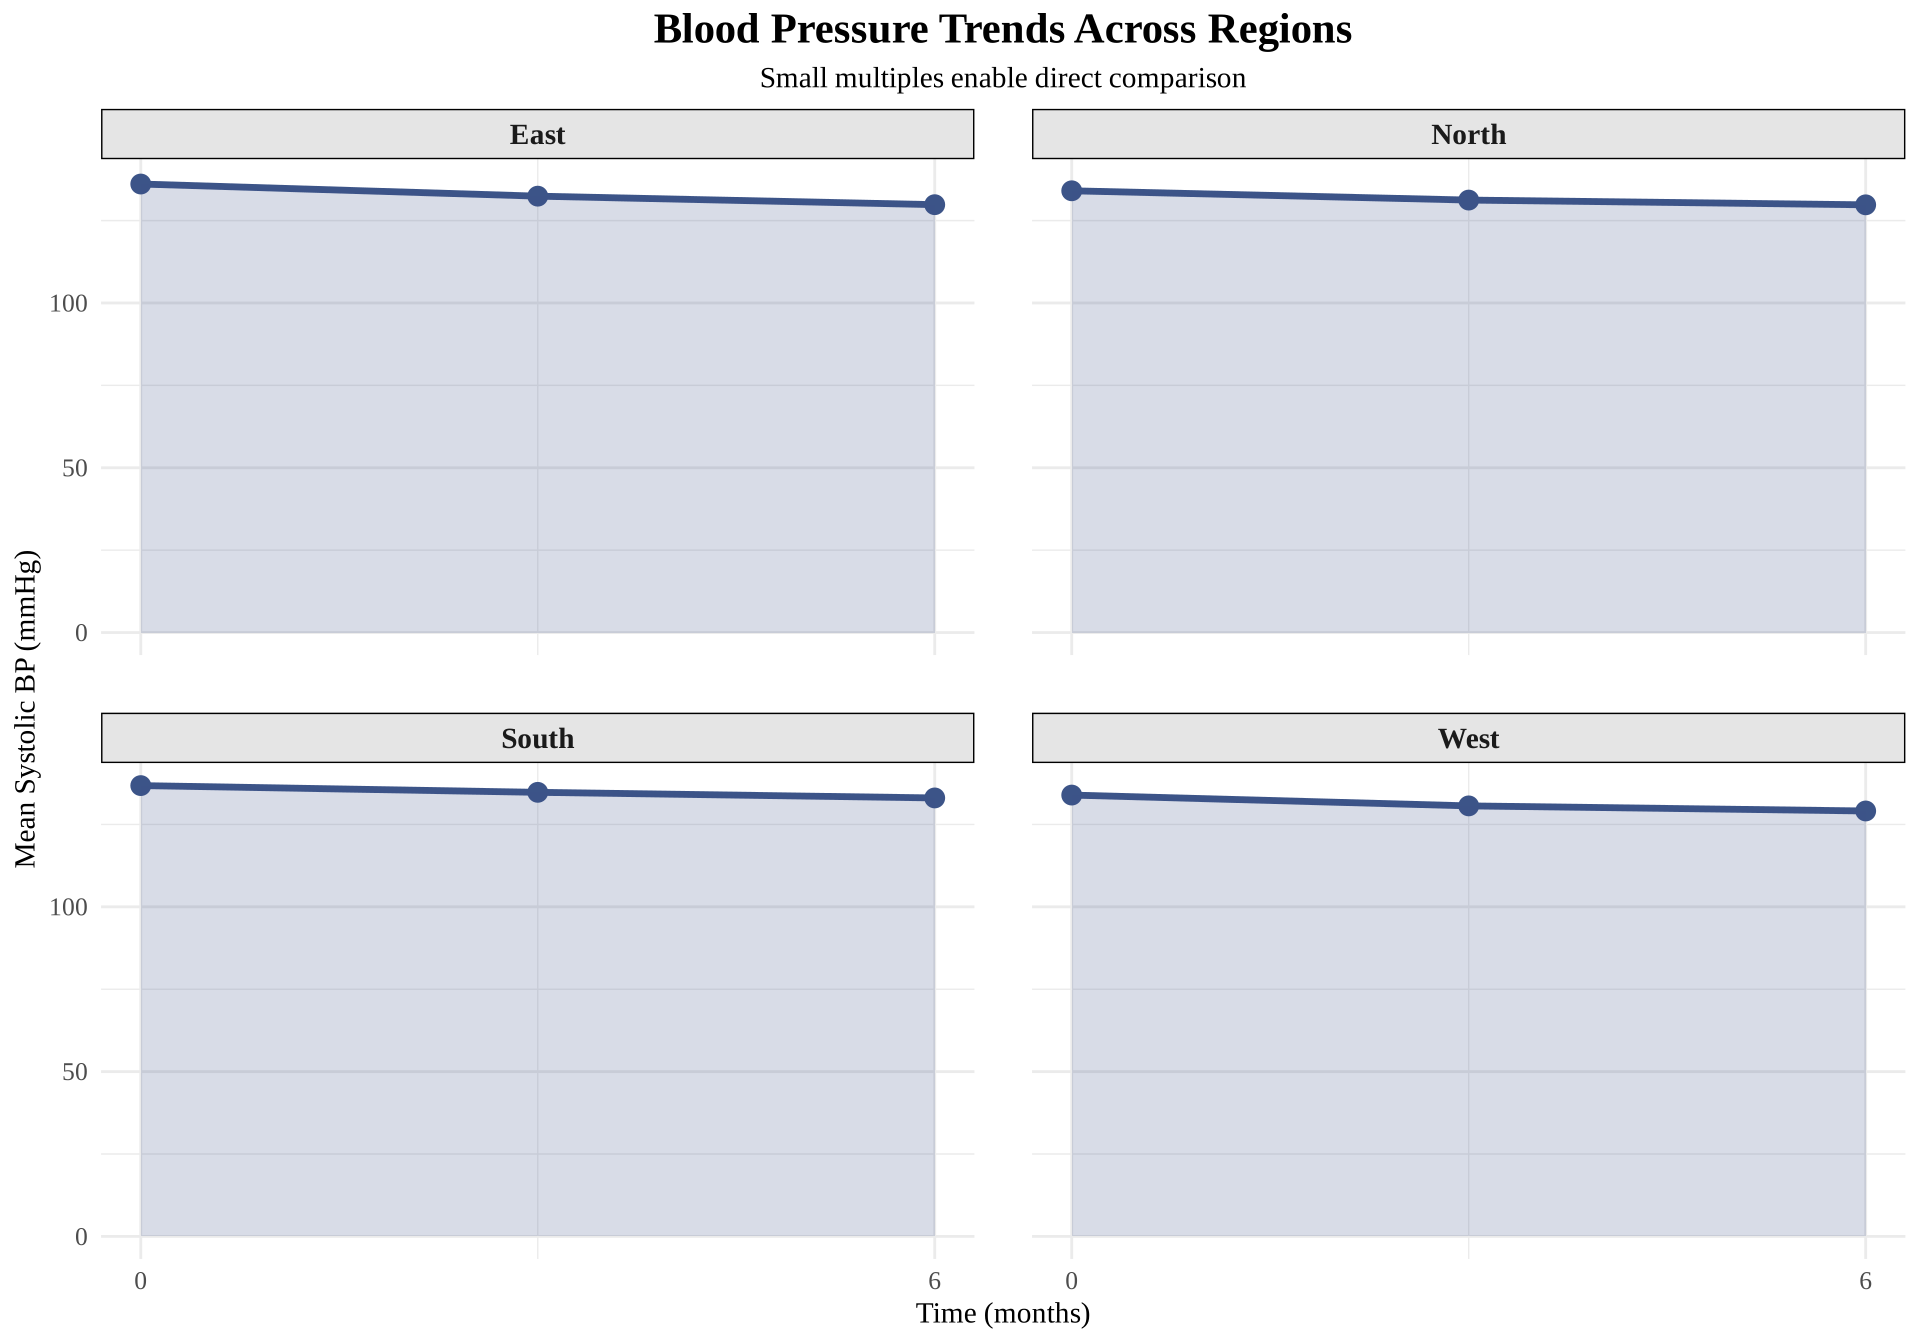 Blood Pressure Trends Across Regions
Small multiples enable direct comparison
East
North
100
50
0
Mean Systolic BP (mmHg)
South
West
100
50
0
0
6
0
6
Time (months)